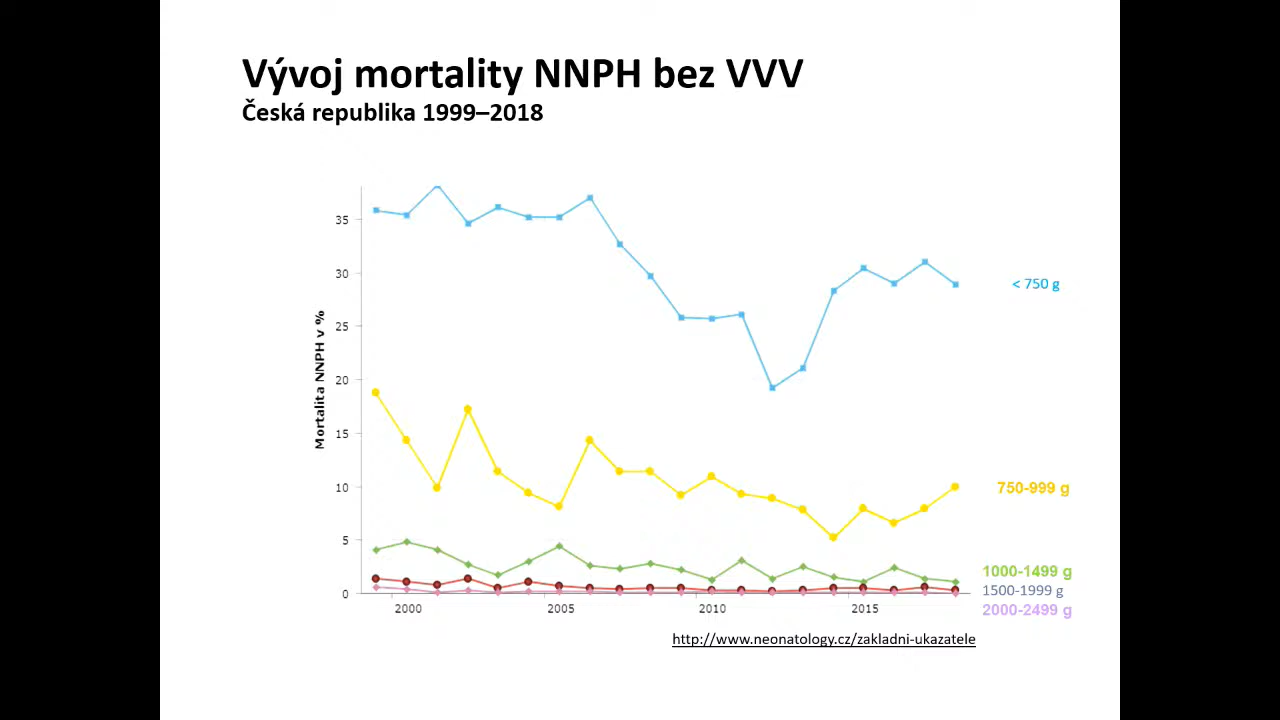 Vývoj mortality NNPH bez VVV
Česká republika 1999–2018
Mortalita NNPH v %
35
30
25
20
15
10
5
0
2000
2005
2010
2015
< 750 g
750-999 g
1000-1499 g
1500-1999 g
2000-2499 g
http://www.neonatology.cz/zakladni-ukazatele